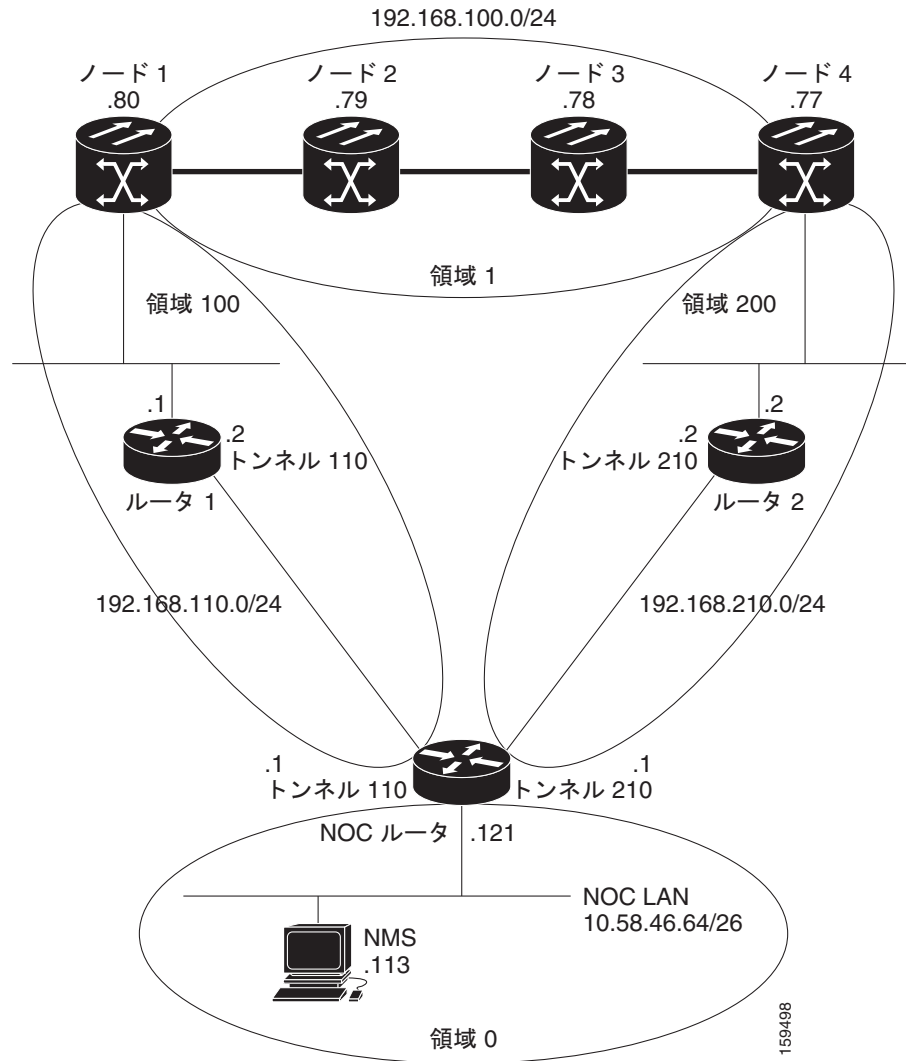 192.168.100.0/24
ノード 1
.80
ノード 2
.79
ノード 3
.78
ノード 4
.77
領域 1
領域 100
領域 200
.1
.2
トンネル 110
ルータ 1
.2
.2
トンネル 210
ルータ 2
192.168.110.0/24
192.168.210.0/24
.1
トンネル 110
.1
トンネル 210
NOC ルータ
.121
NOC LAN
10.58.46.64/26
NMS
.113
領域 0
159498